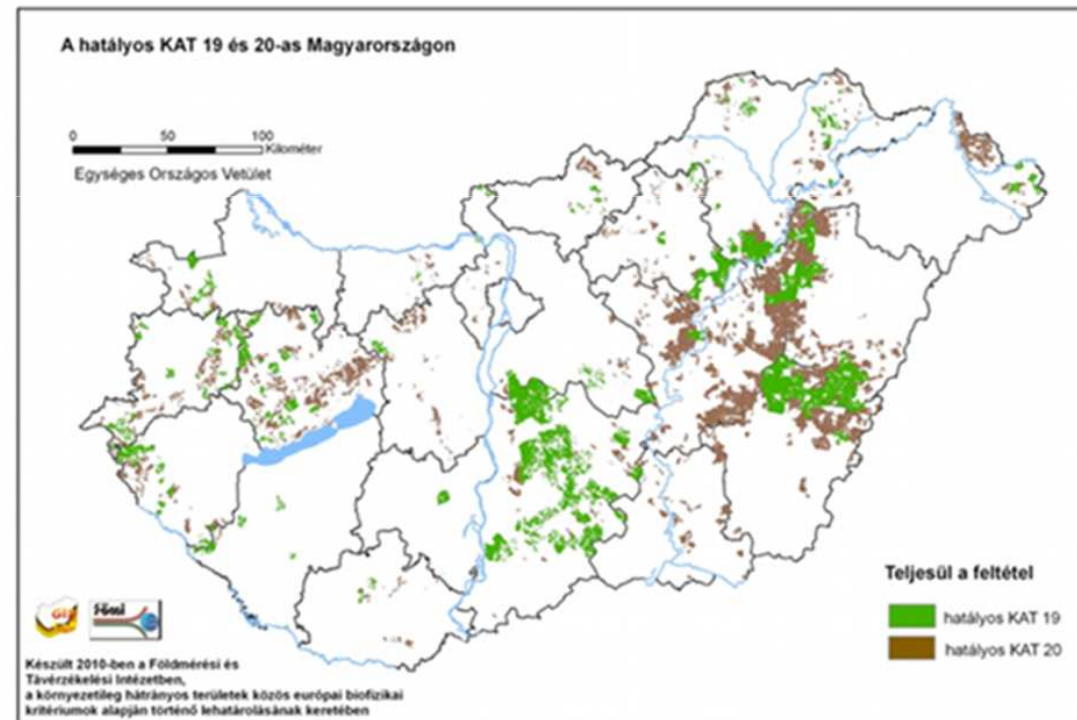 A hatályos KAT 19 és 20-as Magyarországon
0 50 100
Kilométer
Egységes Országos Vetület
Teljesül a feltétel
hatályos KAT 19
hatályos KAT 20
Készült 2010-ben a Földmérési és
Távérzékelési Intézetben,
a környezetileg hátrányos területek közös európai biofizikai
kritériumok alapján történő lehatárolásának keretében